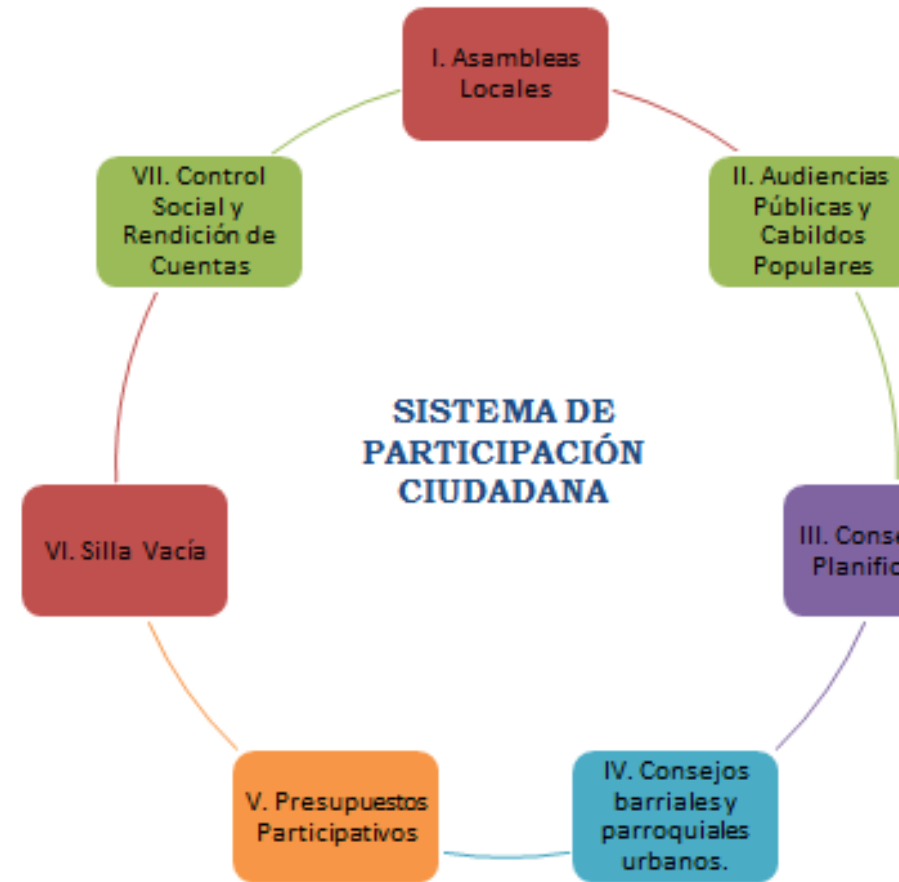 I. Asambleas
Locales
II. Audiencias
Públicas y
Cabildos
Populares
III.
IV. Consejos
barriales y
parroquiales
urbanos.
V. Presupuestos
Participativos
VI. Silla Vacía
VII. Control
Social y
Rendición de
Cuentas
SISTEMA DE
PARTICIPACIÓN
CIUDADANA